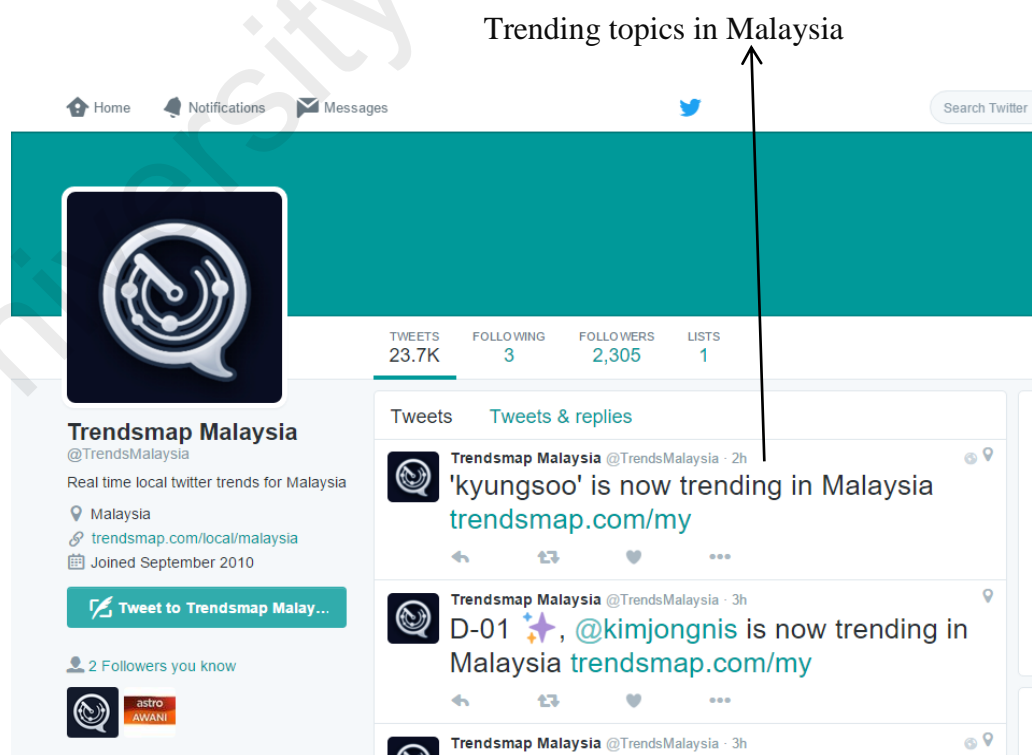 Trending topics in Malaysia
Home Notifications Messages Search Twitter
TWEETS FOLLOWING FOLLOWERS LISTS
23.7K 3 2,305 1
Trendsmap Malaysia
@TrendsMalaysia
Real time local twitter trends for Malaysia
Malaysia
trendsmap.com/local/malaysia
Joined September 2010
Tweet to Trendsmap Malay...
2 Followers you know
astro
AWANI
Tweets Tweets & replies
Trendsmap Malaysia @TrendsMalaysia · 2h
'kyungsoo' is now trending in Malaysia
trendsmap.com/my
Trendsmap Malaysia @TrendsMalaysia · 3h
D-01 ✨, @kimjongnis is now trending in
Malaysia trendsmap.com/my
Trendsmap Malaysia @TrendsMalaysia · 3h
University